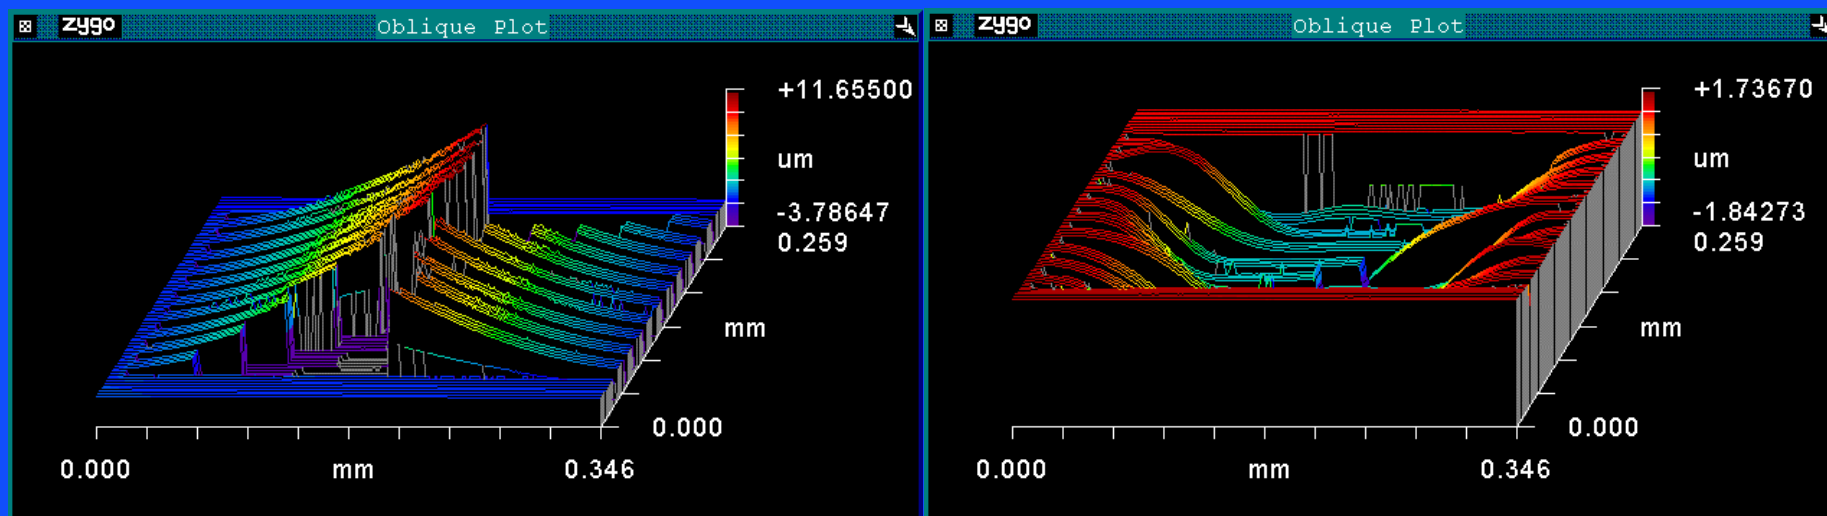 zygo Oblique Plot
+11.65500
um
-3.78647
0.259
mm
0.000
0.000 mm 0.346
zygo Oblique Plot
+1.73670
um
-1.84273
0.259
mm
0.000
0.000 mm 0.346